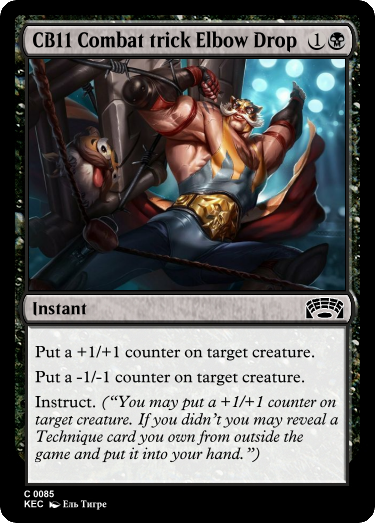 CB11 Combat trick Elbow Drop 1
Instant
Put a +1/+1 counter on target creature.
Put a -1/-1 counter on target creature.
Instruct. (“You may put a +1/+1 counter on
target creature. If you didn’t you may reveal a
Technique card you own from outside the
game and put it into your hand.”)
C 0085
KEC Ель Тигре